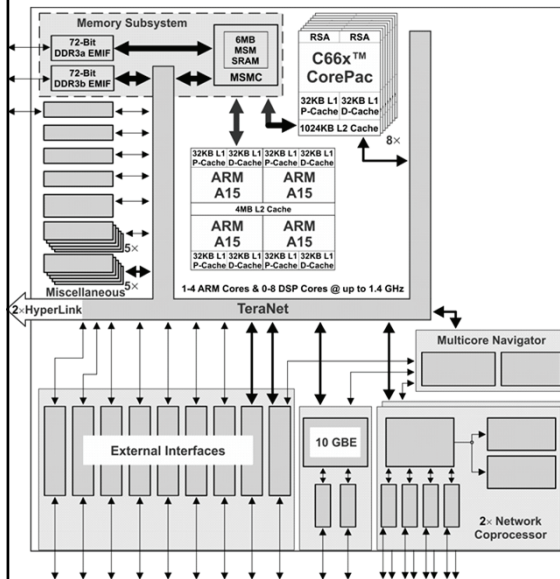 Memory Subsystem
72-Bit
DDR3a EMIF
72-Bit
DDR3b EMIF
6MB
MSM
SRAM
MSMC
RSA RSA
C66x™
CorePac
32KB L1 32KB L1
P-Cache D-Cache
1024KB L2 Cache
8×
32KB L1 32KB L1 32KB L1 32KB L1
P-Cache D-Cache P-Cache D-Cache
ARM ARM
A15 A15
4MB L2 Cache
ARM ARM
A15 A15
32KB L1 32KB L1 32KB L1 32KB L1
P-Cache D-Cache P-Cache D-Cache
5×
5×
Miscellaneous
1-4 ARM Cores & 0-8 DSP Cores @ up to 1.4 GHz
2×HyperLink
TeraNet
Multicore Navigator
External Interfaces
10 GBE
2× Network
Coprocessor